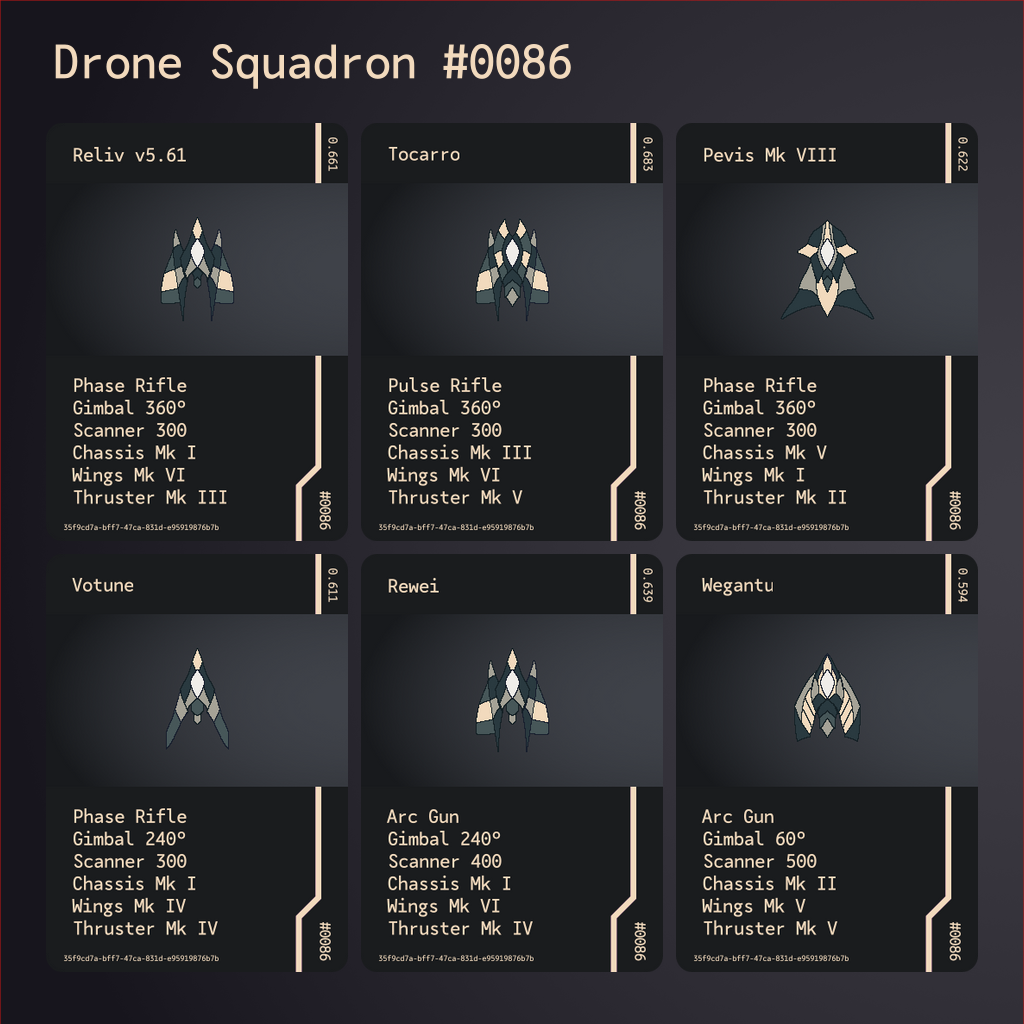 Drone Squadron #0086
Reliv v5.61
0.661
Phase Rifle
Gimbal 360°
Scanner 300
Chassis Mk I
Wings Mk VI
Thruster Mk III
#0086
35f9cd7a-bff7-47ca-831d-e95919876b7b
Tocarro
0.683
Pulse Rifle
Gimbal 360°
Scanner 300
Chassis Mk III
Wings Mk VI
Thruster Mk V
#0086
35f9cd7a-bff7-47ca-831d-e95919876b7b
Pevis Mk VIII
0.622
Phase Rifle
Gimbal 360°
Scanner 300
Chassis Mk V
Wings Mk I
Thruster Mk II
#0086
35f9cd7a-bff7-47ca-831d-e95919876b7b
Votune
0.611
Phase Rifle
Gimbal 240°
Scanner 300
Chassis Mk I
Wings Mk IV
Thruster Mk IV
#0086
35f9cd7a-bff7-47ca-831d-e95919876b7b
Rewei
0.639
Arc Gun
Gimbal 240°
Scanner 400
Chassis Mk I
Wings Mk VI
Thruster Mk IV
#0086
35f9cd7a-bff7-47ca-831d-e95919876b7b
Wegantu
0.594
Arc Gun
Gimbal 60°
Scanner 500
Chassis Mk II
Wings Mk V
Thruster Mk V
#0086
35f9cd7a-bff7-47ca-831d-e95919876b7b